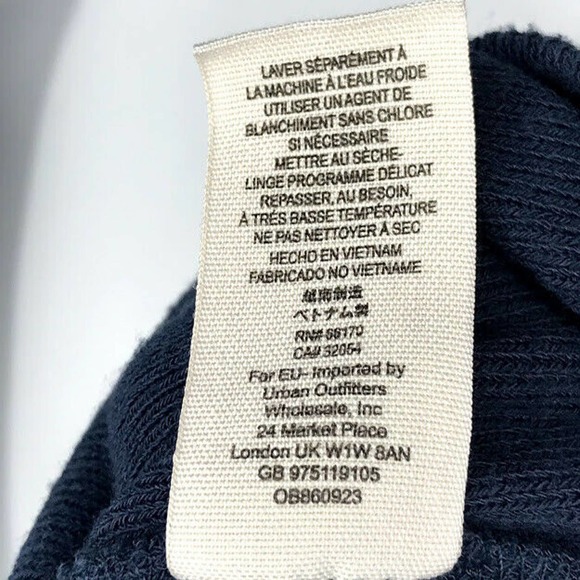 LAVER SÉPARÉMENT À
LA MACHINE À L'EAU FROIDE
UTILISER UN AGENT DE
BLANCHIMENT SANS CHLORE
SI NÉCESSAIRE
METTRE AU SÈCHE-
LINGE PROGRAMME DÉLICAT
REPASSER, AU BESOIN,
À TRÉS BASSE TEMPÉRATURE
NE PAS NETTOYER À SEC
HECHO EN VIETNAM
FABRICADO NO VIETNAME
越南制造
ベトナム製
RN# 66170
CA# 32054
For EU- Imported by
Urban Outfitters
Wholesale, Inc
24 Market Place
London UK W1W 8AN
GB 975119105
OB860923